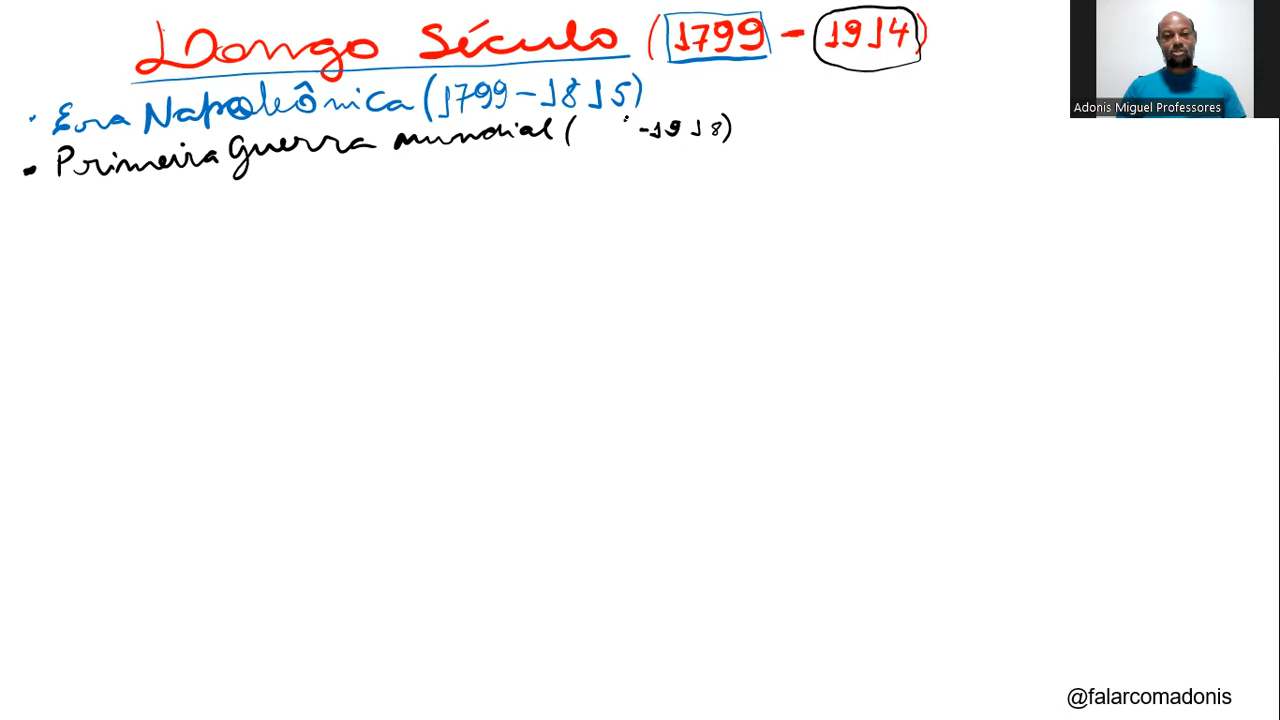 Longo Século (1799 - 1914)
· Era Napoleônica (1799 - 1815)
• Primeira Guerra mundial ( -1918)
Adonis Miguel Professores
@falarcomadonis